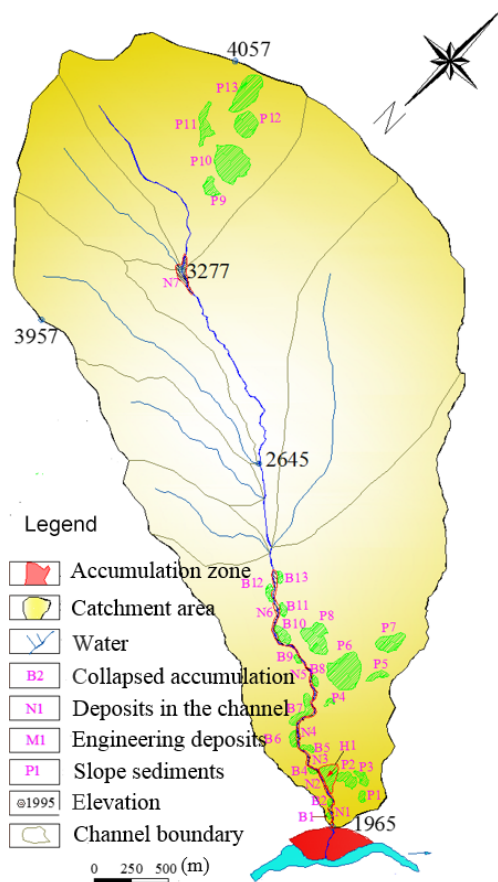 4057
N
P13
P12
P11
P10
P9
3277
N7
3957
2645
Legend
Accumulation zone
Catchment area
Water
B2 Collapsed accumulation
N1 Deposits in the channel
M1 Engineering deposits
P1 Slope sediments
1995 Elevation
Channel boundary
0 250 500 (m)
B12 B13
N6 B11
B10 P8
P7
B9 P6
N5 B8 P5
P4
B7
N4
B6 B5 H1
N3
B4 P2 P3
N2
B2 P1
B1 N1
1965